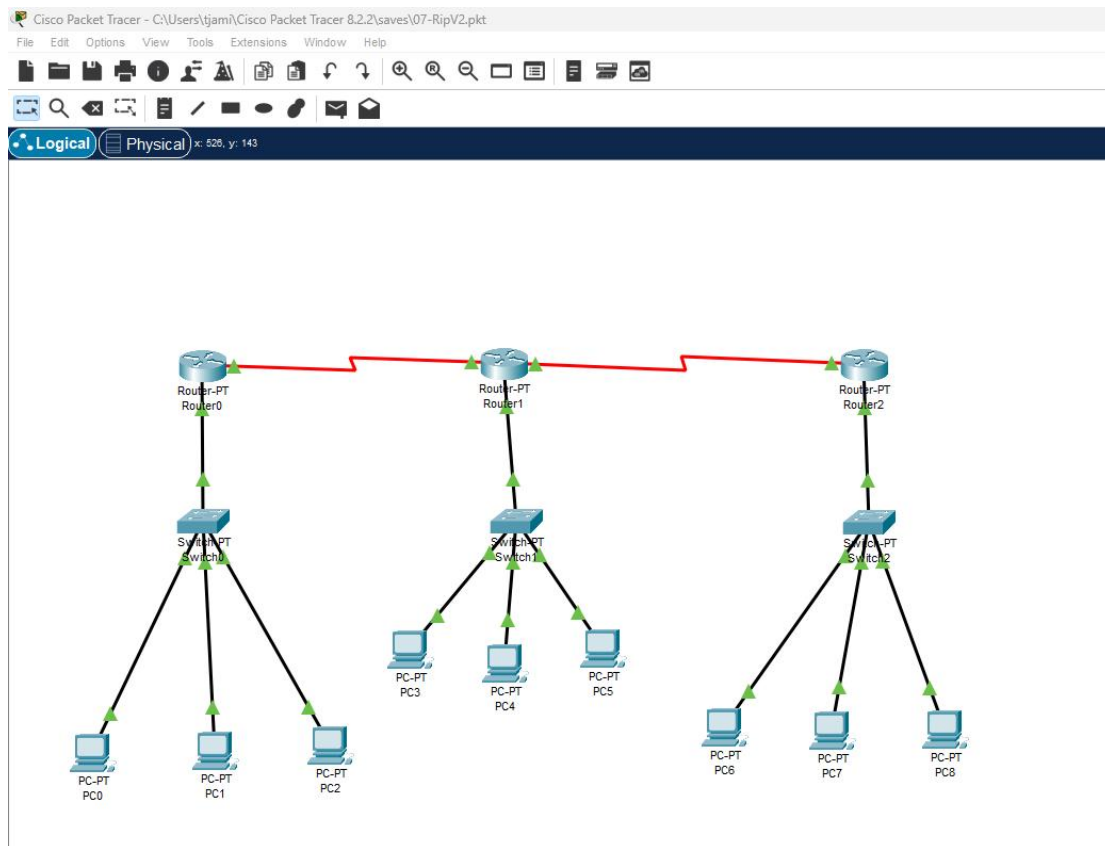 Cisco Packet Tracer - C:\Users\tjami\Cisco Packet Tracer 8.2.2\saves\07-RipV2.pkt
File Edit Options View Tools Extensions Window Help
Logical Physical x: 526, y: 143
Router-PT
Router0
Router-PT
Router1
Router-PT
Router2
Switch-PT
Switch0
Switch-PT
Switch1
Switch-PT
Switch2
PC-PT
PC3
PC-PT
PC4
PC-PT
PC5
PC-PT
PC0
PC-PT
PC1
PC-PT
PC2
PC-PT
PC6
PC-PT
PC7
PC-PT
PC8